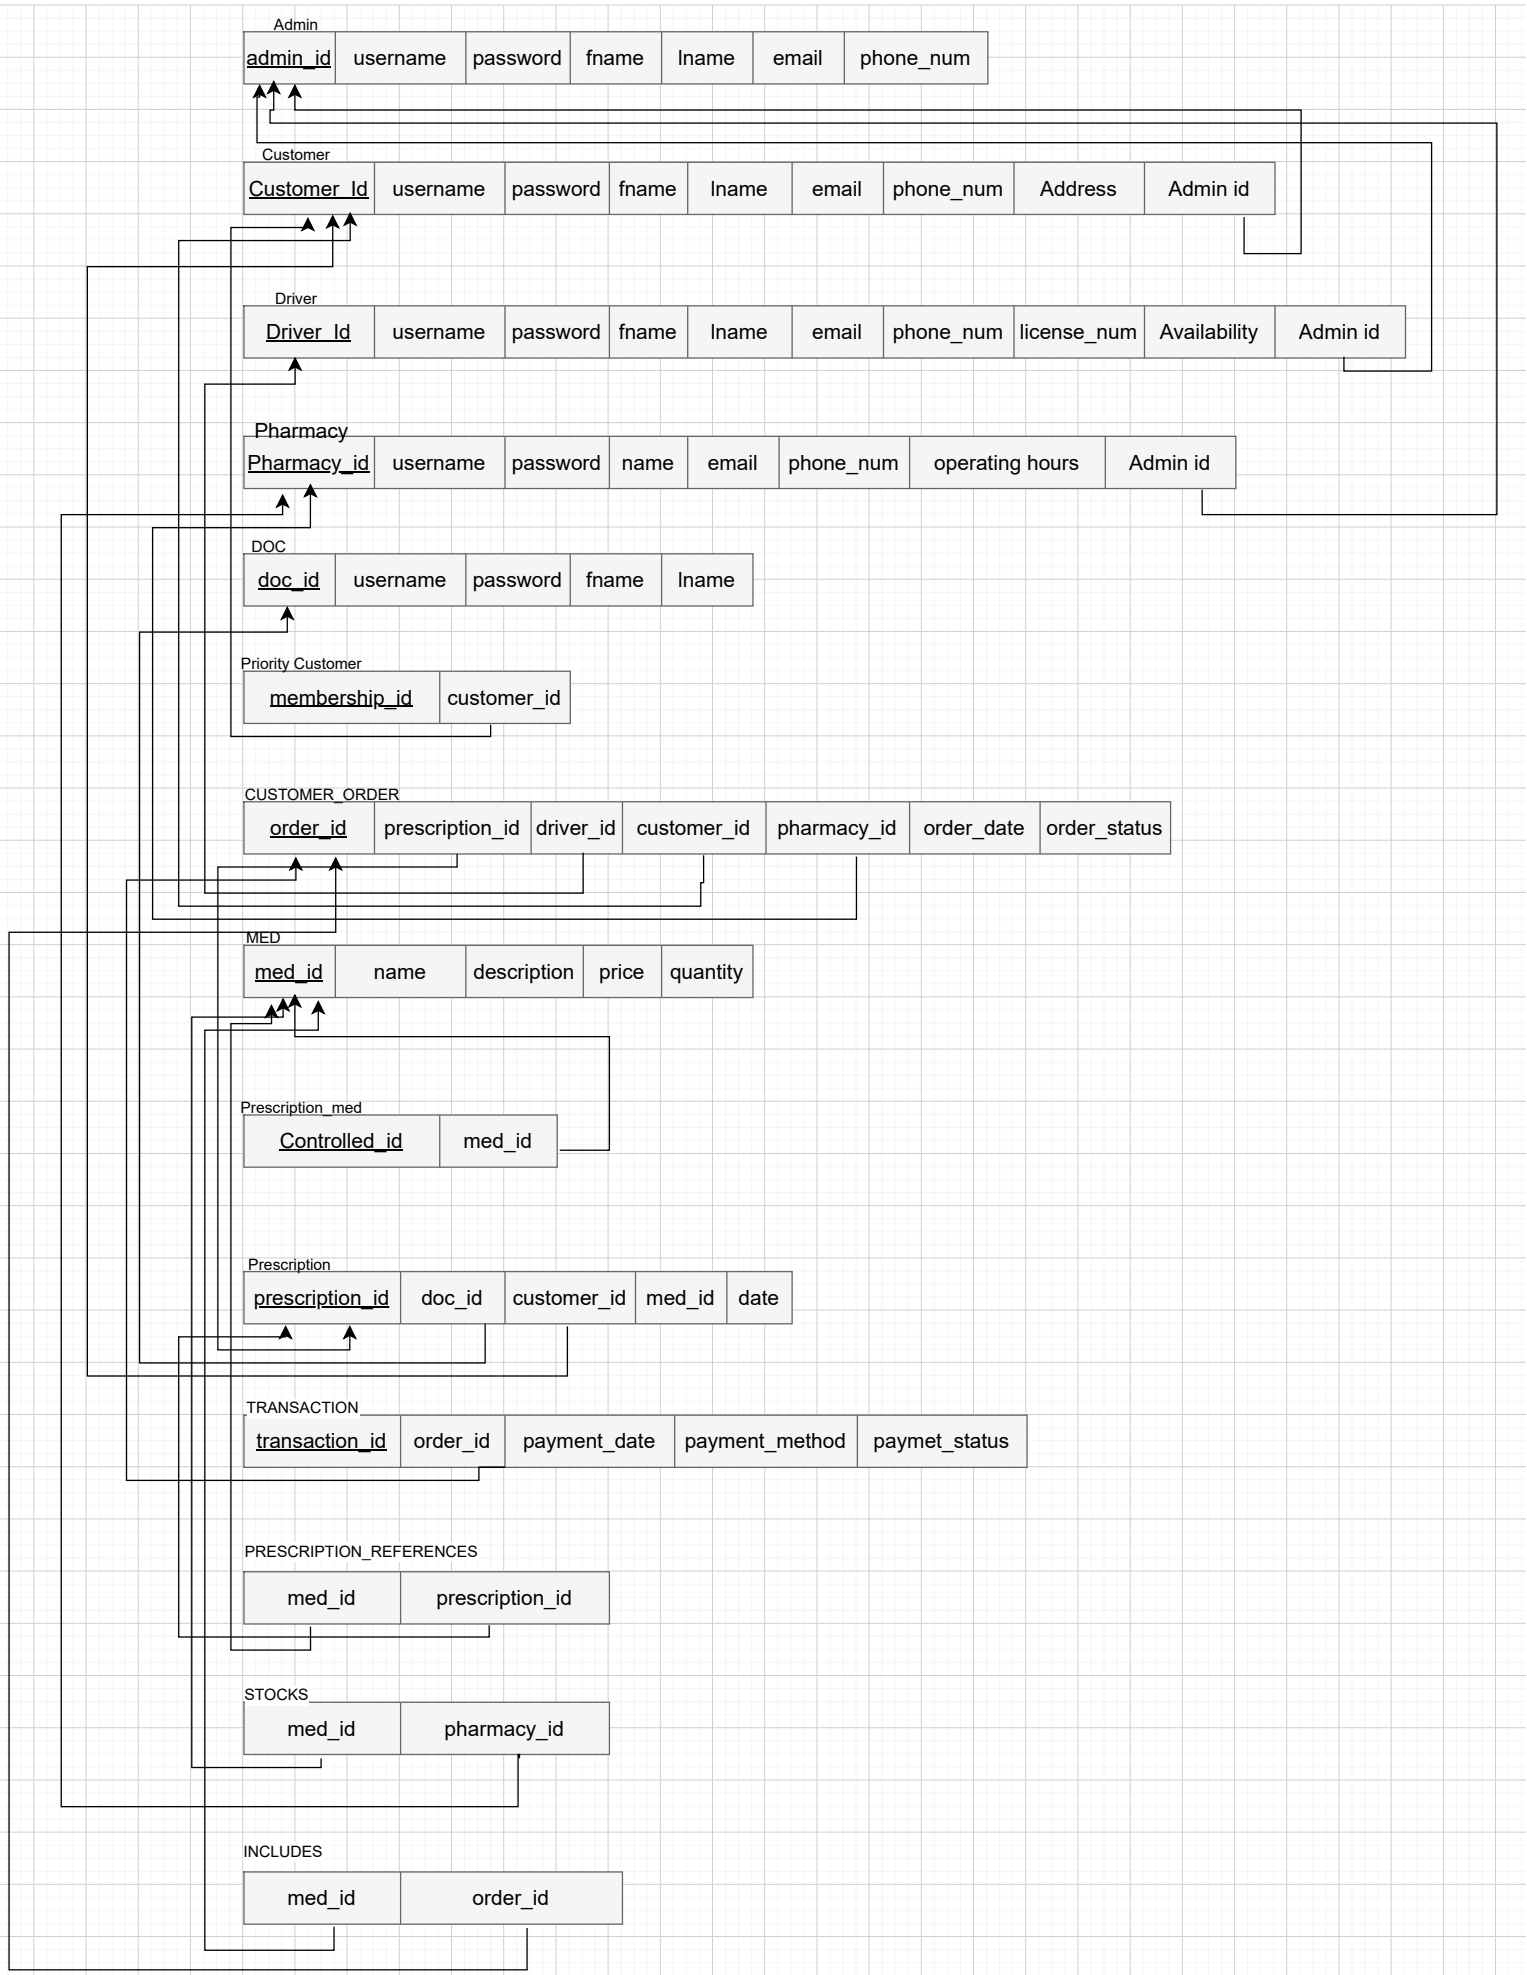 Admin
admin_id username password fname lname email phone_num
Customer
Customer_Id username password fname lname email phone_num Address Admin id
Driver
Driver_Id username password fname lname email phone_num license_num Availability Admin id
Pharmacy
Pharmacy_id username password name email phone_num operating hours Admin id
DOC
doc_id username password fname lname
Priority Customer
membership_id customer_id
CUSTOMER_ORDER
order_id prescription_id driver_id customer_id pharmacy_id order_date order_status
MED
med_id name description price quantity
Prescription_med
Controlled_id med_id
Prescription
prescription_id doc_id customer_id med_id date
TRANSACTION
transaction_id order_id payment_date payment_method paymet_status
PRESCRIPTION_REFERENCES
med_id prescription_id
STOCKS
med_id pharmacy_id
INCLUDES
med_id order_id